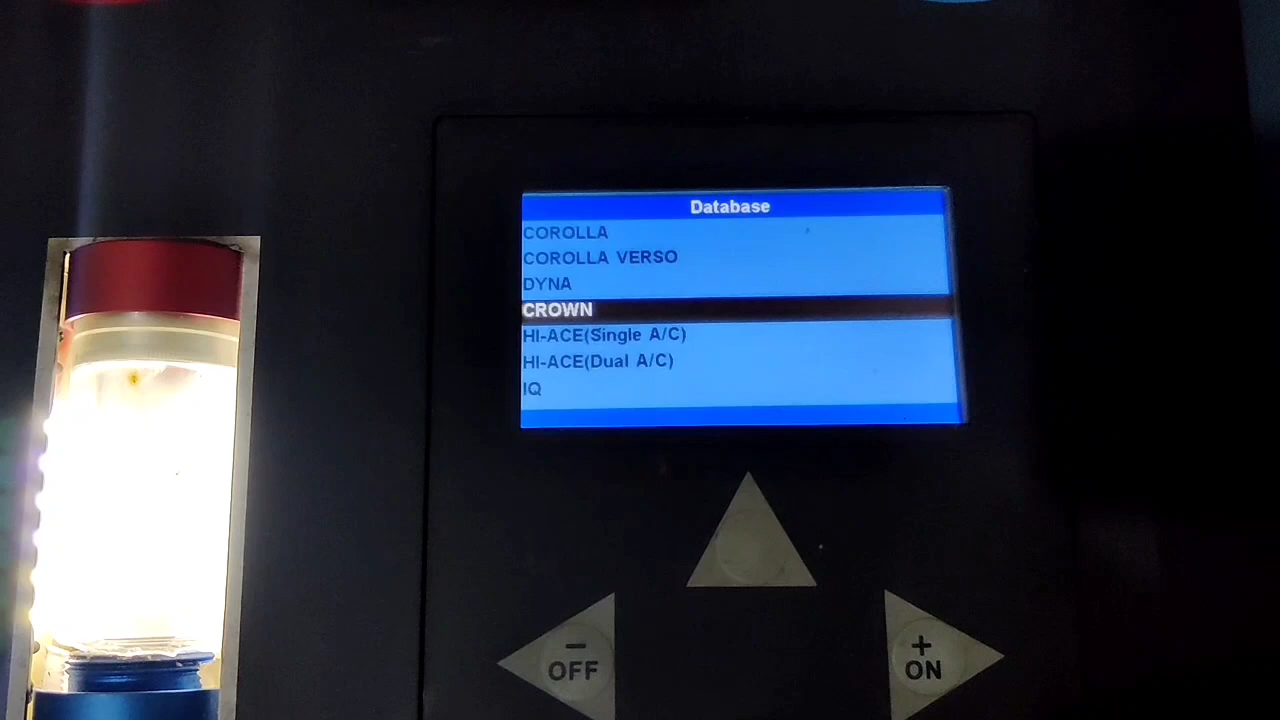 Database
COROLLA
COROLLA VERSO
DYNA
CROWN
HI-ACE(Single A/C)
HI-ACE(Dual A/C)
IQ
−
OFF
+
ON